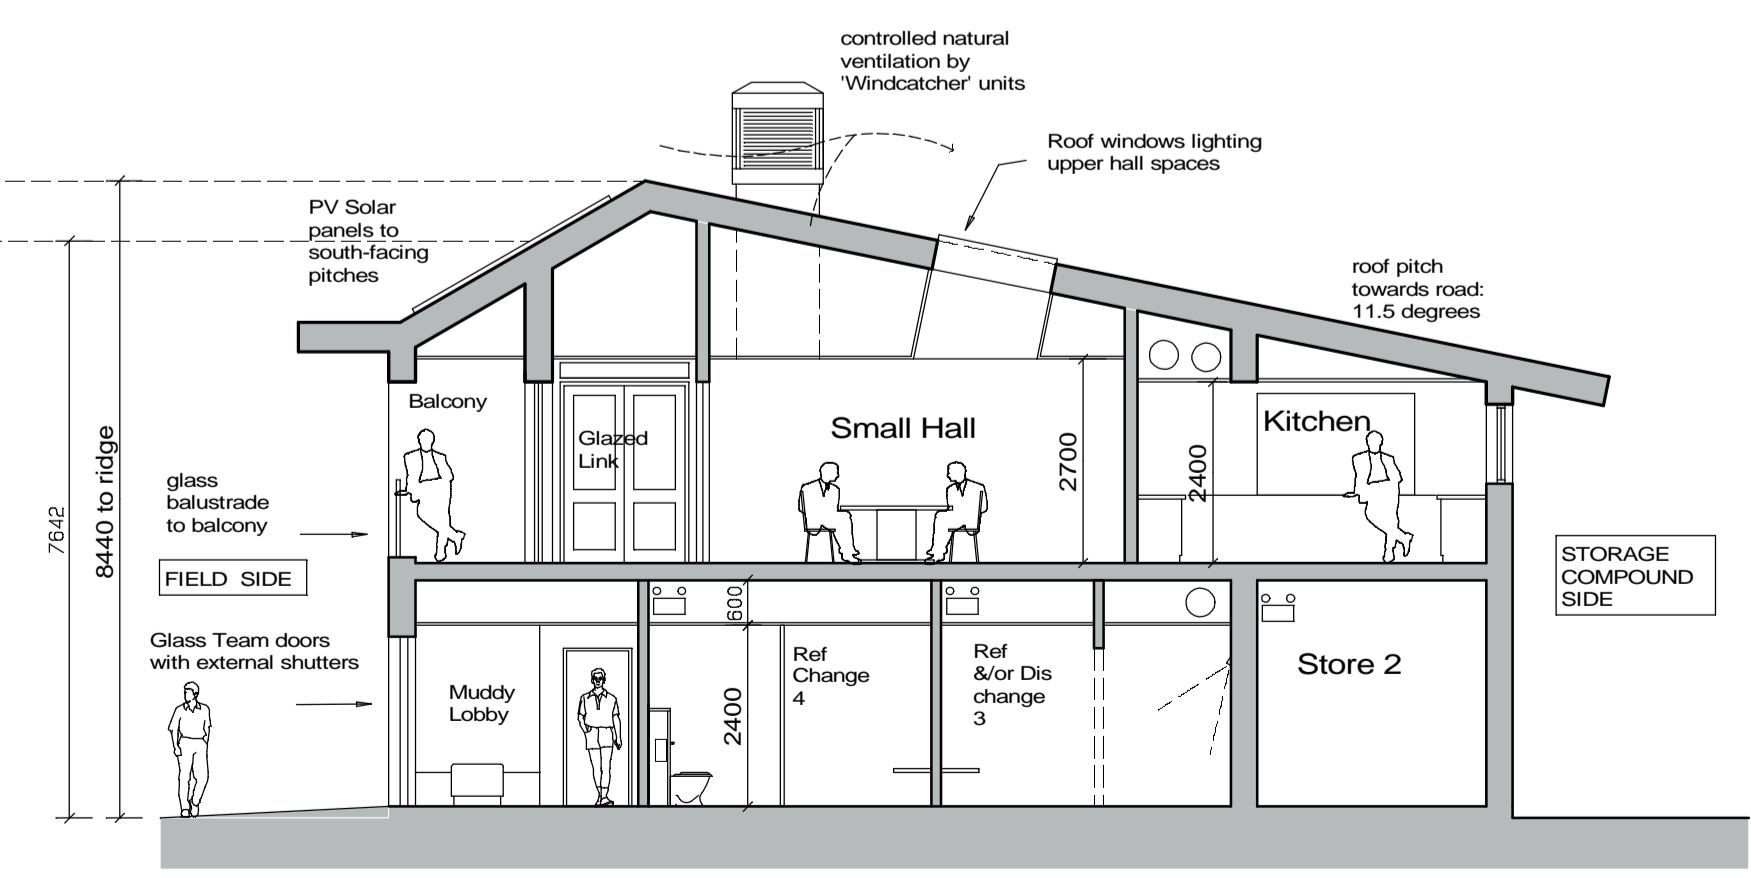 controlled natural
ventilation by
'Windcatcher' units
Roof windows lighting
upper hall spaces
PV Solar
panels to
south-facing
pitches
roof pitch
towards road:
11.5 degrees
Balcony
Glazed
Link
Small Hall
2700
2400
Kitchen
7642
8440 to ridge
glass
balustrade
to balcony
FIELD SIDE
STORAGE
COMPOUND
SIDE
Glass Team doors
with external shutters
Muddy
Lobby
600
2400
Ref
Change
4
Ref
&/or Dis
change
3
Store 2